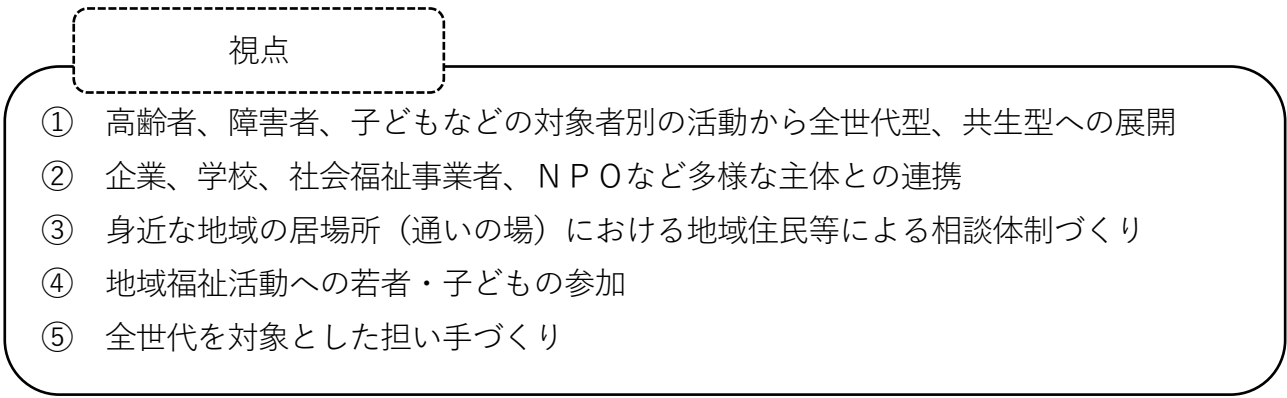 視点
① 高齢者、障害者、子どもなどの対象者別の活動から全世代型、共生型への展開
② 企業、学校、社会福祉事業者、ＮＰＯなど多様な主体との連携
③ 身近な地域の居場所（通いの場）における地域住民等による相談体制づくり
④ 地域福祉活動への若者・子どもの参加
⑤ 全世代を対象とした担い手づくり